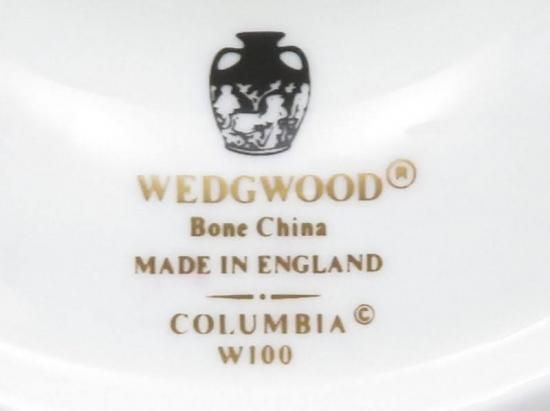 WEDGWOOD®
Bone China
MADE IN ENGLAND
COLUMBIA©
W100